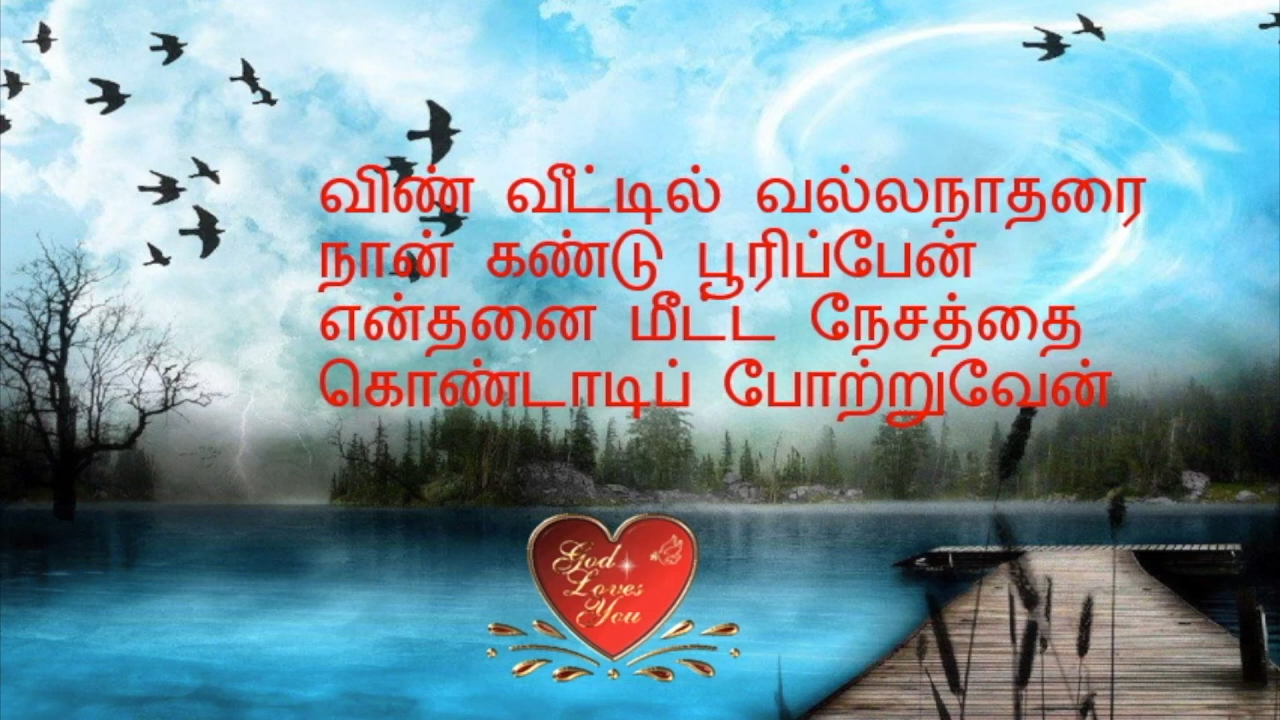 விண் வீட்டில் வல்லநாதரை
நான் கண்டு பூரிப்பேன்
என்தனை மீட்ட நேசத்தை
கொண்டாடிப் போற்றுவேன்
God
Loves
You